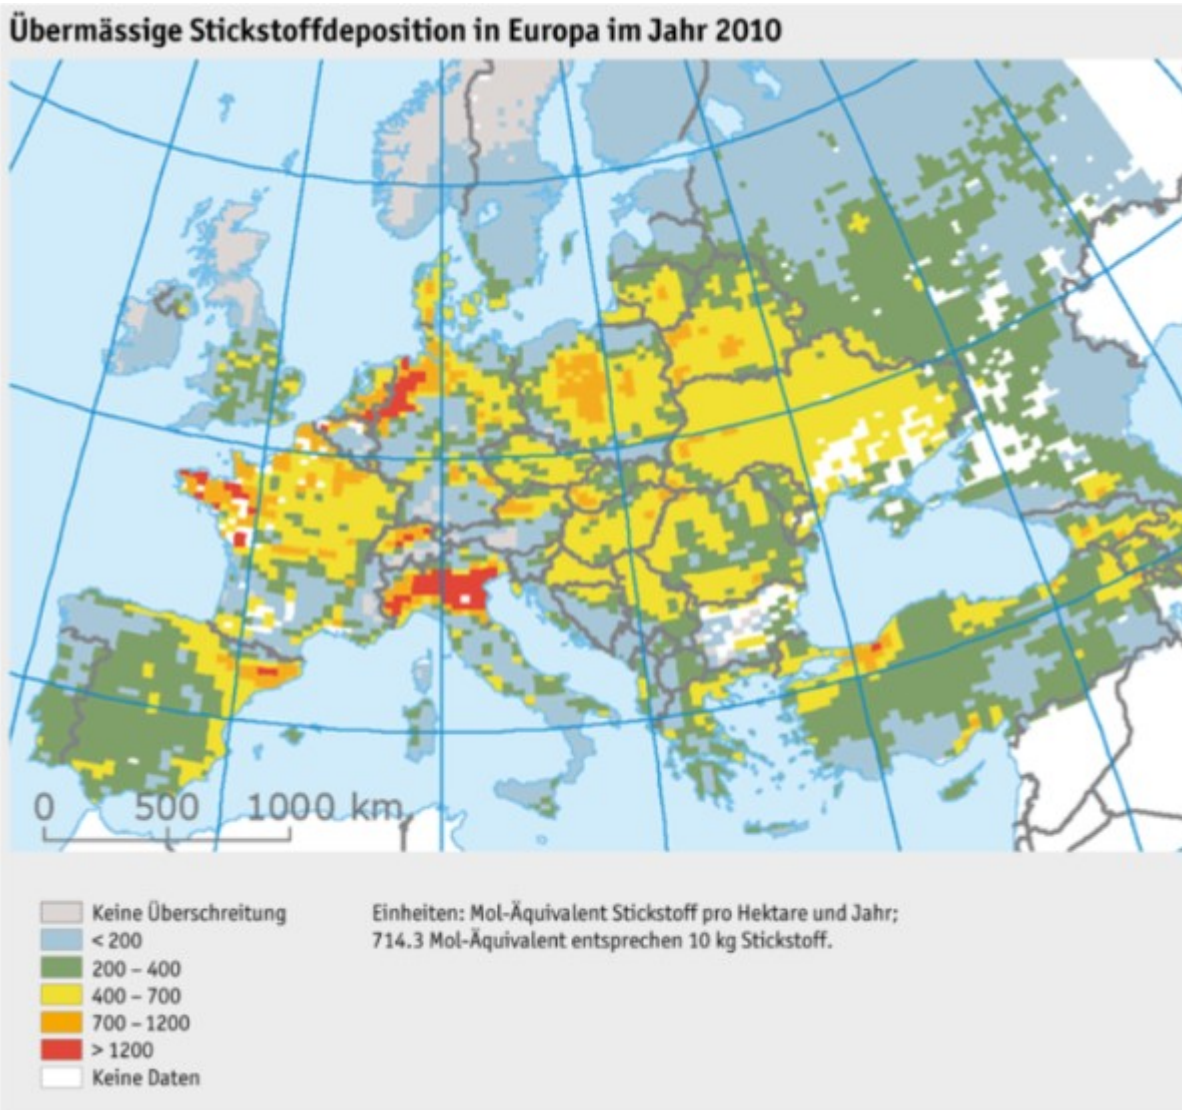 Übermässige Stickstoffdeposition in Europa im Jahr 2010
0 500 1000 km
Keine Überschreitung
< 200
200 – 400
400 – 700
700 – 1200
> 1200
Keine Daten
Einheiten: Mol-Äquivalent Stickstoff pro Hektare und Jahr;
714.3 Mol-Äquivalent entsprechen 10 kg Stickstoff.